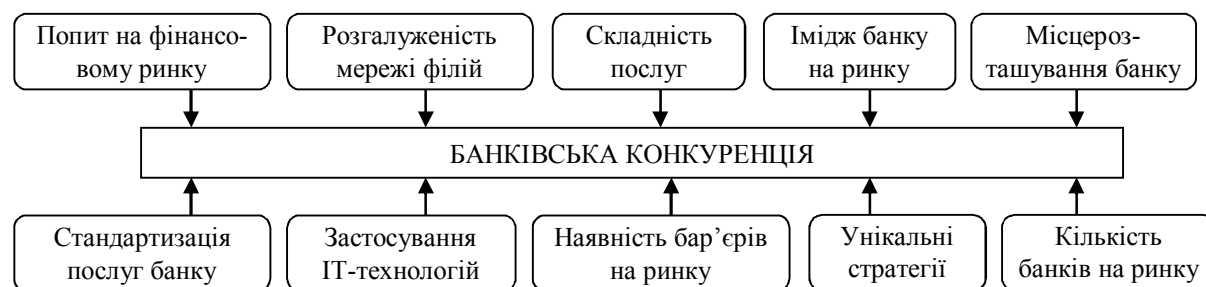 Попит на фінансо-
вому ринку
Розгалуженість
мережі філій
Складність
послуг
Імідж банку
на ринку
Місцероз-
ташування банку
БАНКІВСЬКА КОНКУРЕНЦІЯ
Стандартизація
послуг банку
Застосування
ІТ-технологій
Наявність бар’єрів
на ринку
Унікальні
стратегії
Кількість
банків на ринку